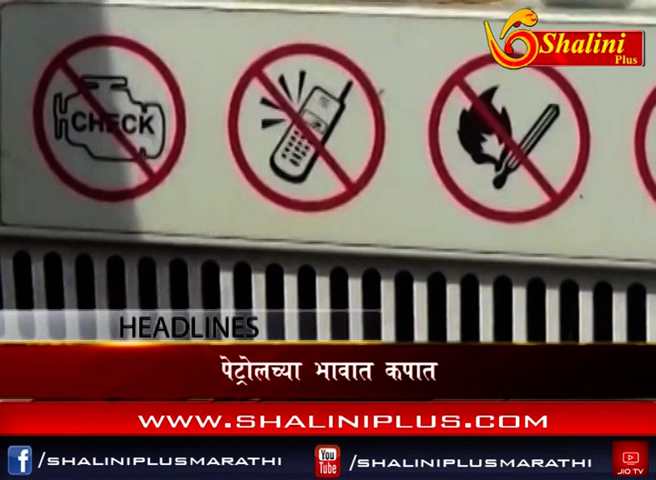 Shalini
Plus
CHECK
HEADLINES
पेट्रोलच्या भावात कपात
WWW.SHALINIPLUS.COM
/SHALINIPLUSMARATHI
You
Tube
/SHALINIPLUSMARATHI
JIO TV